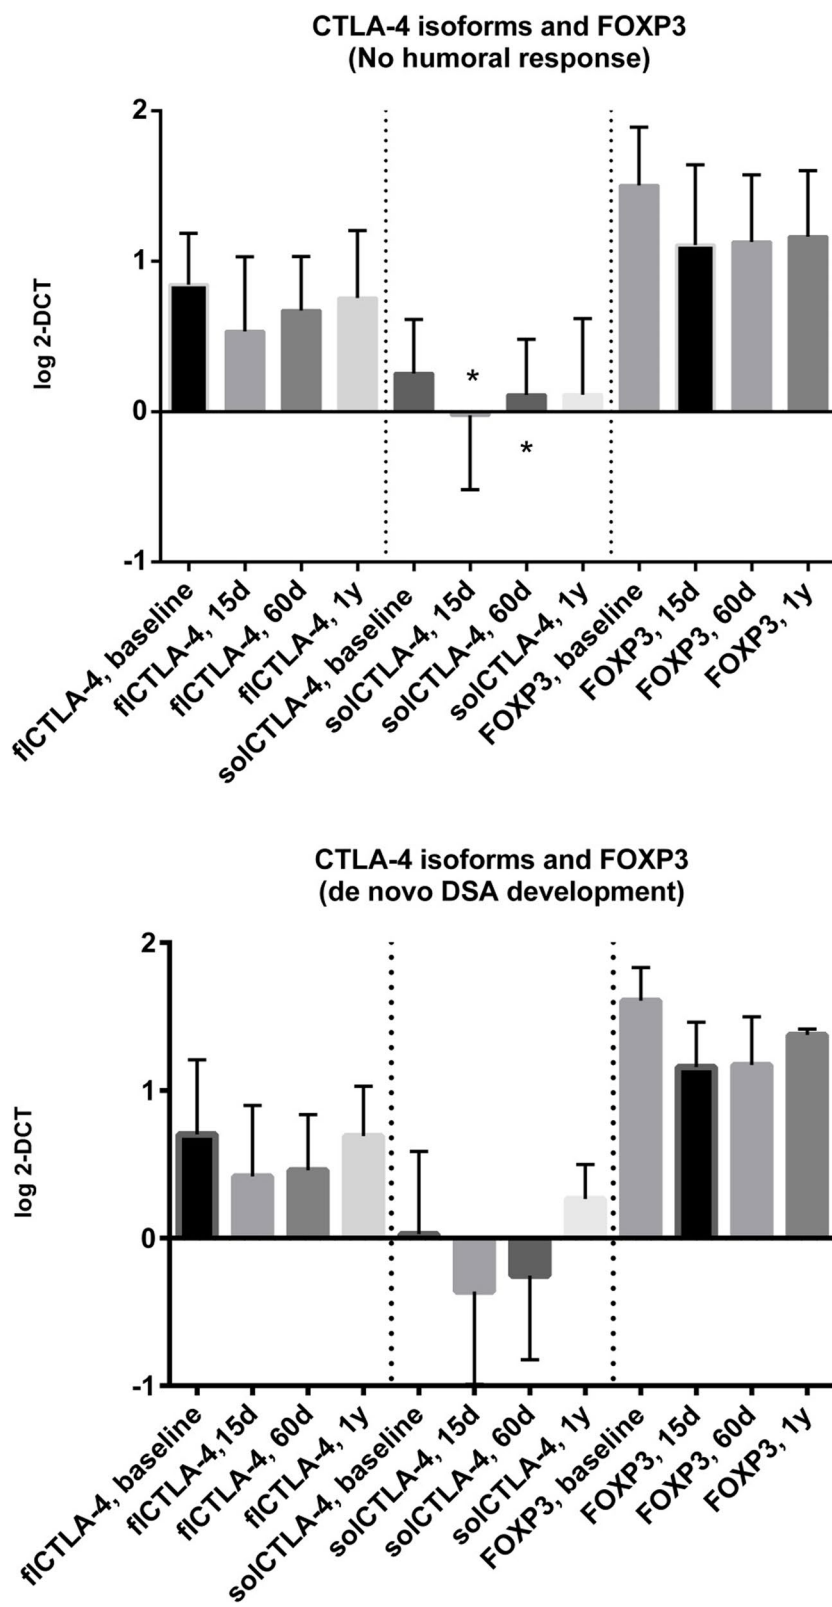 CTLA-4 isoforms and FOXP3
(No humoral response)
2
1
0
-1
log 2-DCT
*
*
flCTLA-4, baseline
flCTLA-4, 15d
flCTLA-4, 60d
flCTLA-4, 1y
solCTLA-4, baseline
solCTLA-4, 15d
solCTLA-4, 60d
solCTLA-4, 1y
FOXP3, baseline
FOXP3, 15d
FOXP3, 60d
FOXP3, 1y
CTLA-4 isoforms and FOXP3
(de novo DSA development)
2
1
0
-1
log 2-DCT
flCTLA-4, baseline
flCTLA-4,15d
flCTLA-4, 60d
flCTLA-4, 1y
solCTLA-4, baseline
solCTLA-4, 15d
solCTLA-4, 60d
solCTLA-4, 1y
FOXP3, baseline
FOXP3, 15d
FOXP3, 60d
FOXP3, 1y